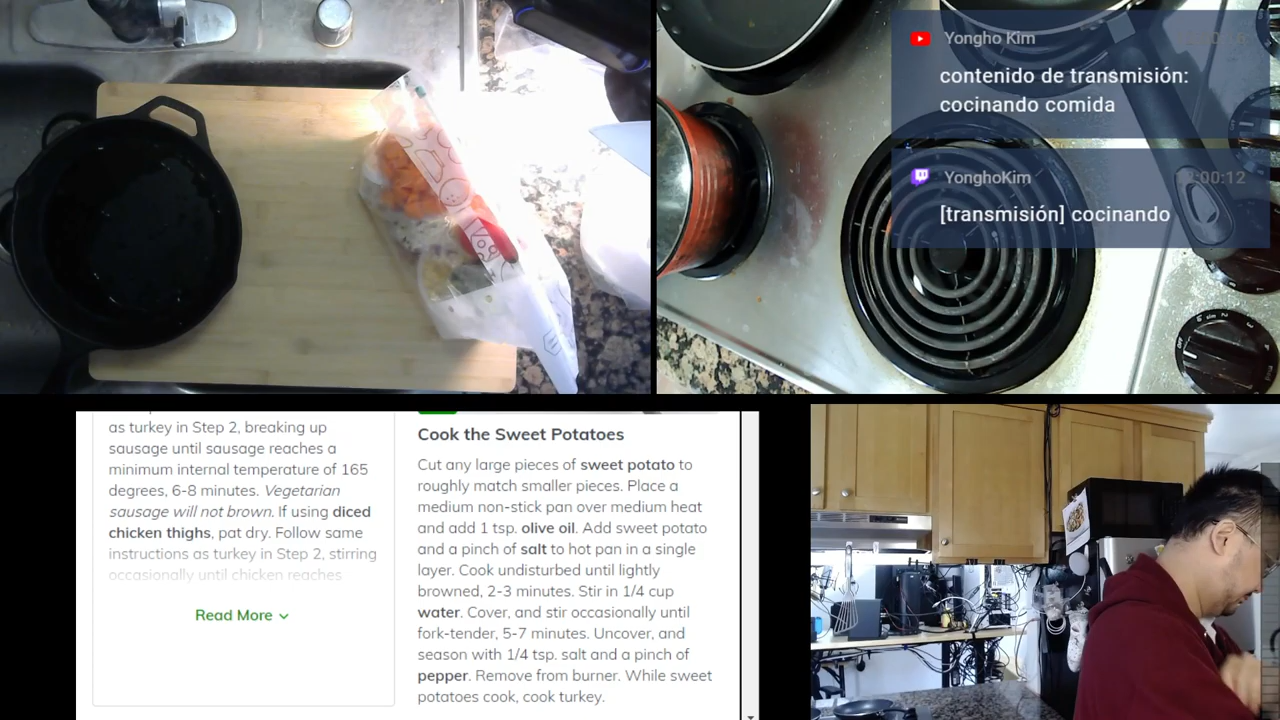 Yongho Kim
contenido de transmisión:
cocinando comida
YonghoKim
[transmisión] cocinando
as turkey in Step 2, breaking up
sausage until sausage reaches a
minimum internal temperature of 165
degrees, 6-8 minutes. Vegetarian
sausage will not brown. If using diced
chicken thighs, pat dry. Follow same
instructions as turkey in Step 2, stirring
occasionally until chicken reaches
Read More
Cook the Sweet Potatoes
Cut any large pieces of sweet potato to
roughly match smaller pieces. Place a
medium non-stick pan over medium heat
and add 1 tsp. olive oil. Add sweet potato
and a pinch of salt to hot pan in a single
layer. Cook undisturbed until lightly
browned, 2-3 minutes. Stir in 1/4 cup
water. Cover, and stir occasionally until
fork-tender, 5-7 minutes. Uncover, and
season with 1/4 tsp. salt and a pinch of
pepper. Remove from burner. While sweet
potatoes cook, cook turkey.